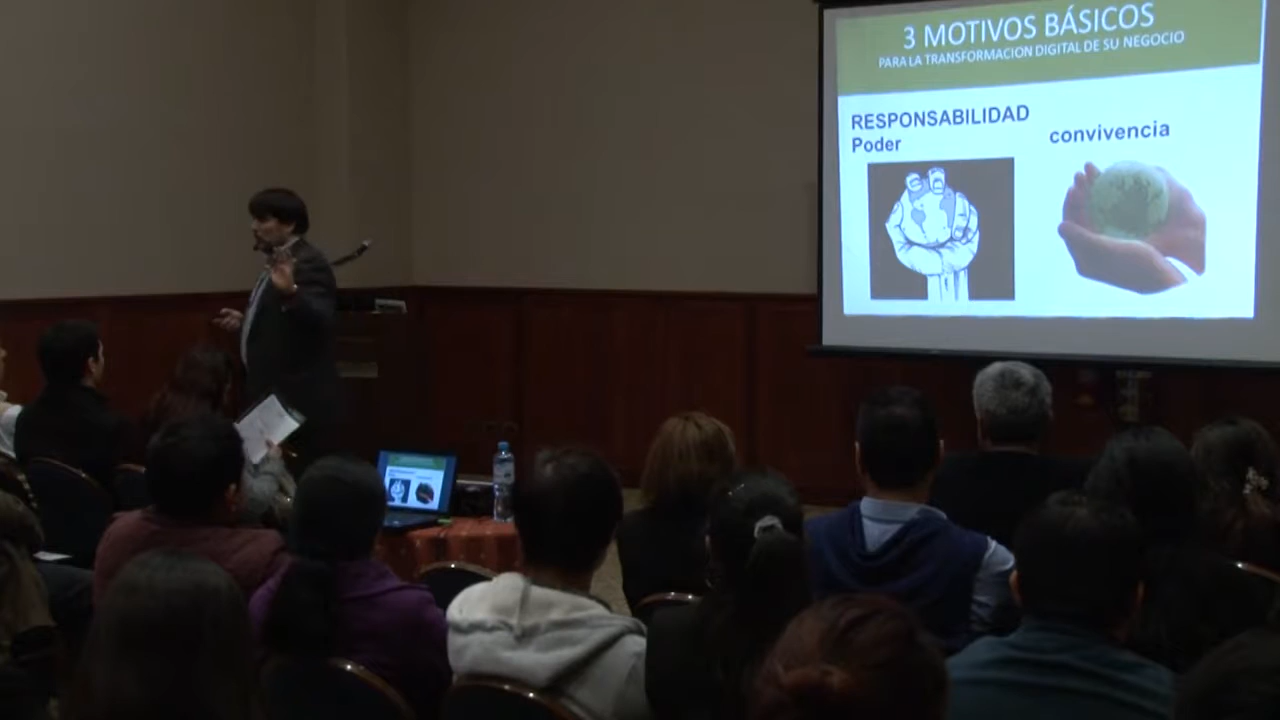 3 MOTIVOS BÁSICOS
PARA LA TRANSFORMACION DIGITAL DE SU NEGOCIO
RESPONSABILIDAD
Poder
convivencia